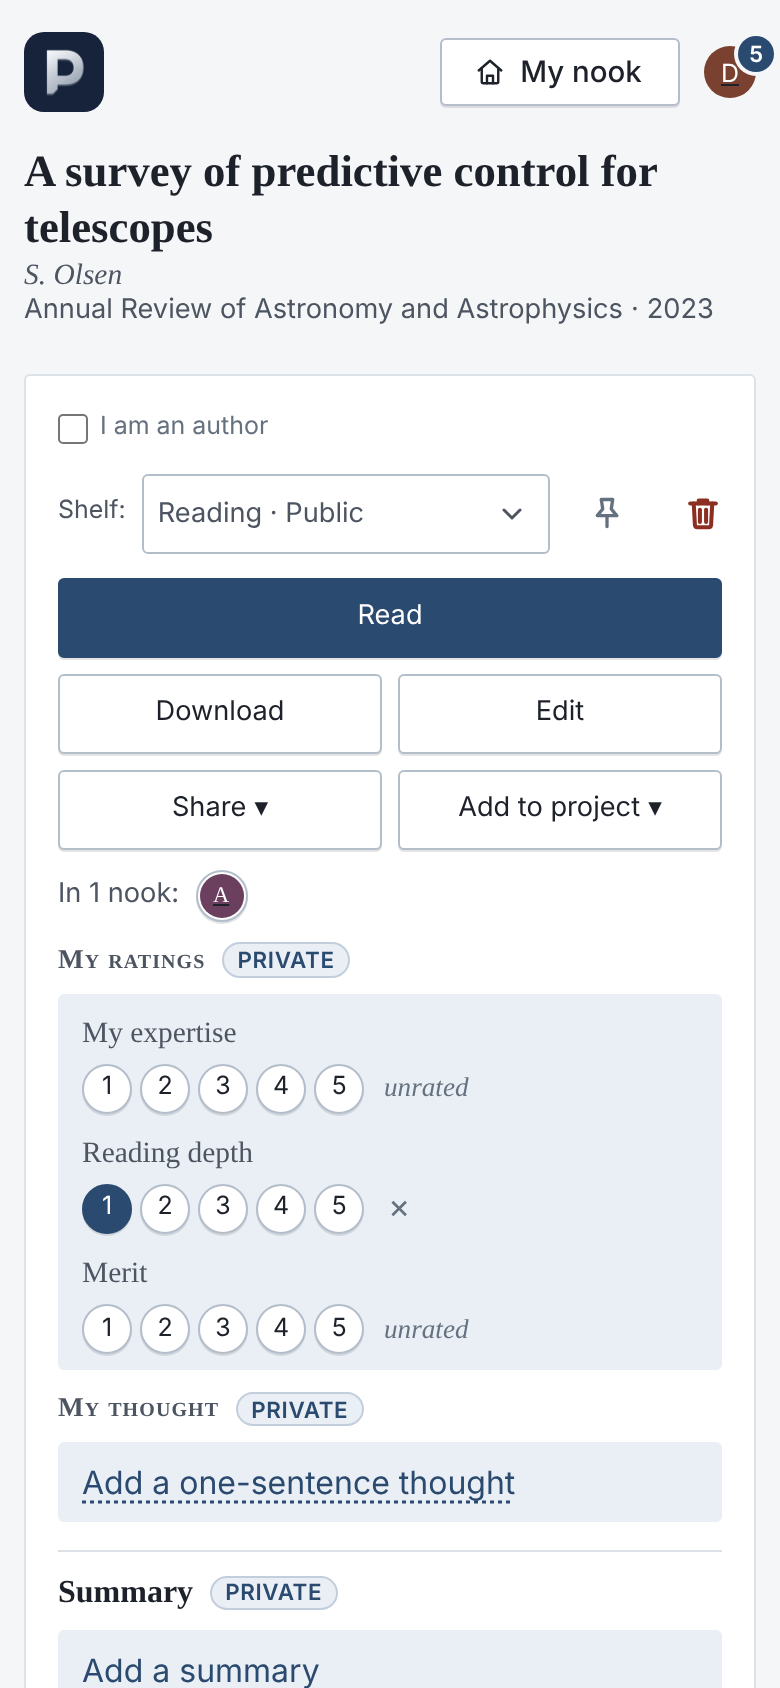 P
My nook
D
5
A survey of predictive control for
telescopes
S. Olsen
Annual Review of Astronomy and Astrophysics · 2023
I am an author
Shelf:
Reading · Public
Read
Download
Edit
Share ▾
Add to project ▾
In 1 nook:
A
My ratings
PRIVATE
My expertise
1 2 3 4 5 unrated
Reading depth
1 2 3 4 5 ×
Merit
1 2 3 4 5 unrated
My thought
PRIVATE
Add a one-sentence thought
Summary
PRIVATE
Add a summary